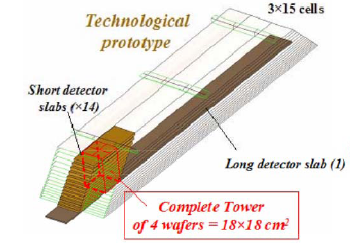 Technological
prototype
3×15 cells
Short detector
slabs (×14)
Long detector slab (1)
Complete Tower
of 4 wafers = 18×18 cm²